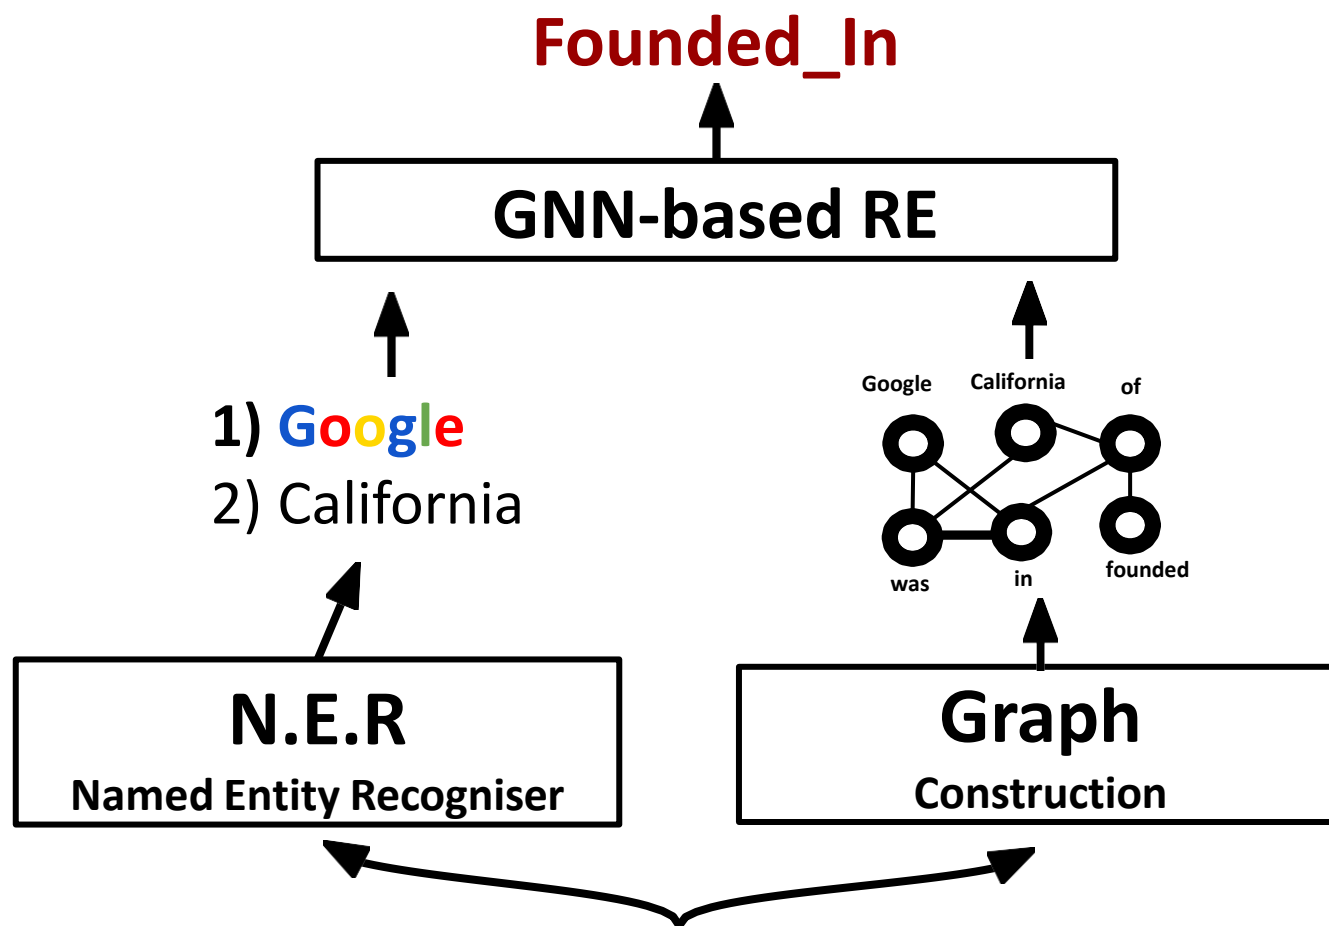 Founded_In
GNN-based RE
1) Google
2) California
Google California of
was in founded
N.E.R
Named Entity Recogniser
Graph
Construction